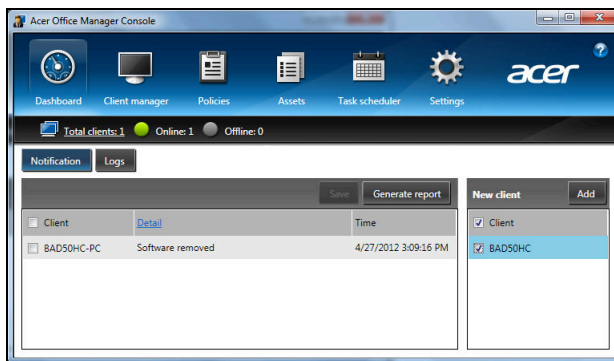 Acer Office Manager Console
acer
Dashboard Client manager Policies Assets Task scheduler Settings
Total clients: 1 Online: 1 Offline: 0
Notification Logs
Save Generate report
New client Add
Client Detail Time
Client
BAD50HC-PC Software removed 4/27/2012 3:09:16 PM
BAD50HC